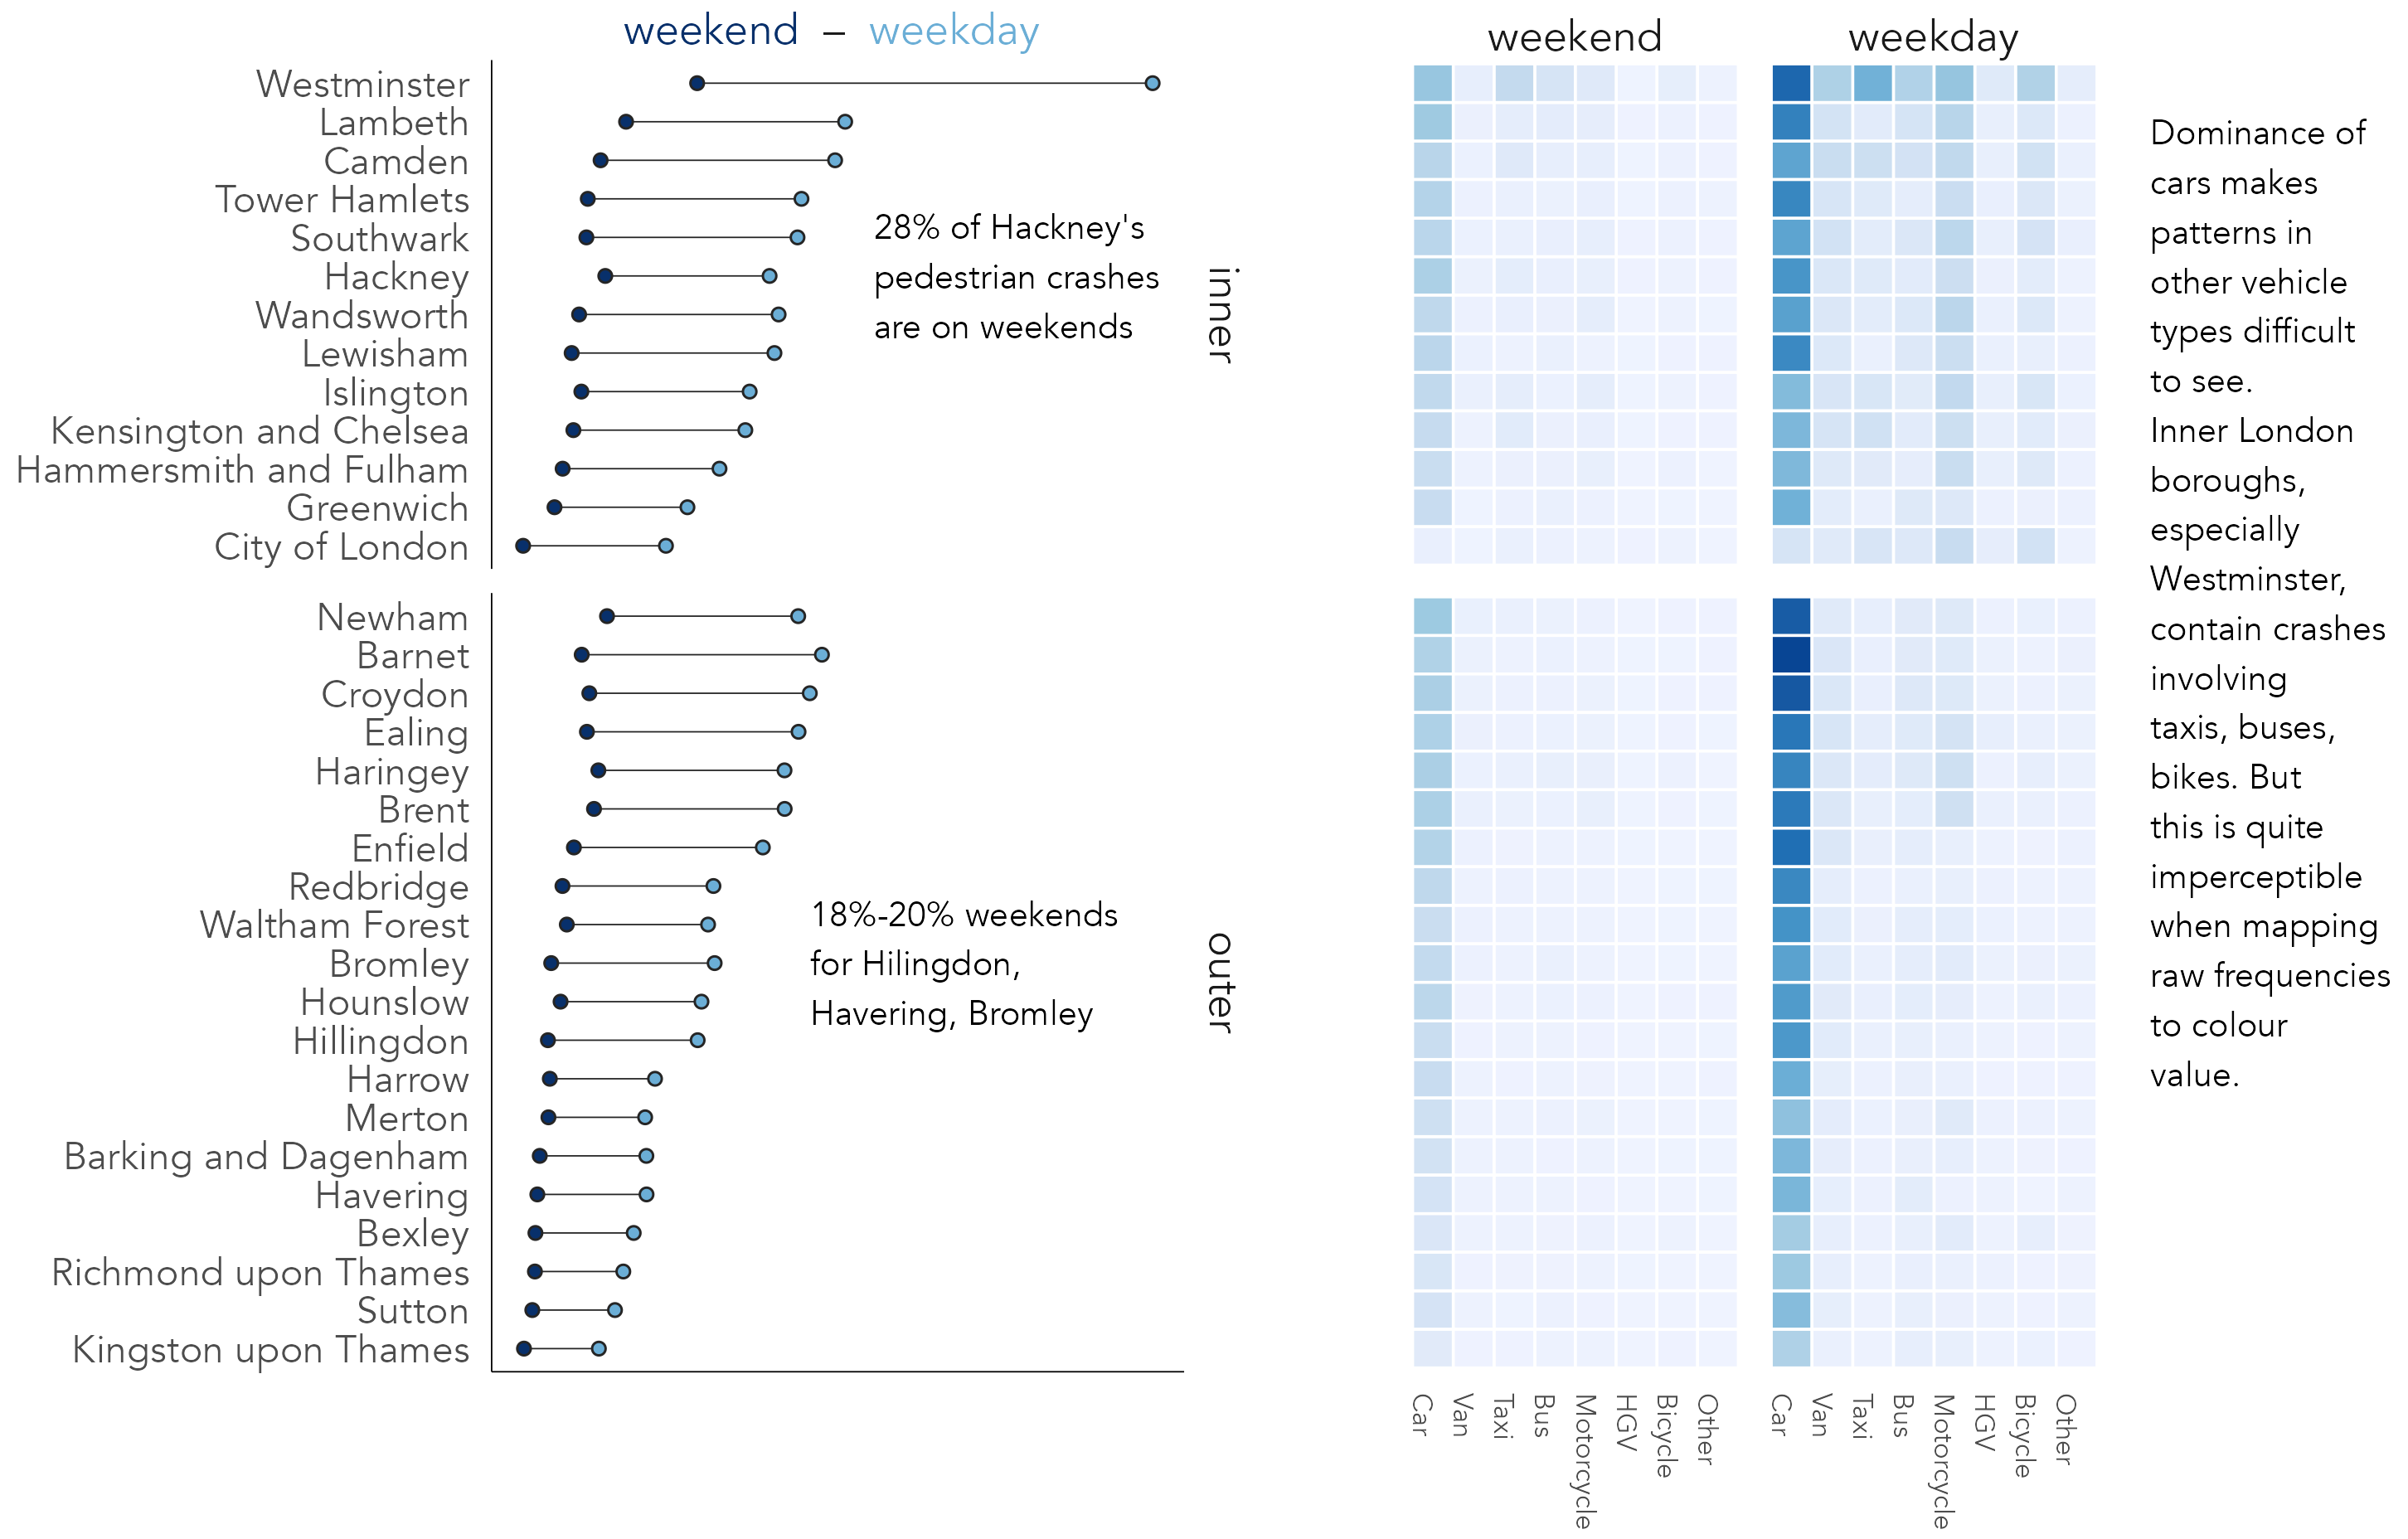 weekend – weekday
Westminster
Lambeth
Camden
Tower Hamlets
Southwark
Hackney
Wandsworth
Lewisham
Islington
Kensington and Chelsea
Hammersmith and Fulham
Greenwich
City of London
28% of Hackney's
pedestrian crashes
are on weekends
inner
Newham
Barnet
Croydon
Ealing
Haringey
Brent
Enfield
Redbridge
Waltham Forest
Bromley
Hounslow
Hillingdon
Harrow
Merton
Barking and Dagenham
Havering
Bexley
Richmond upon Thames
Sutton
Kingston upon Thames
18%-20% weekends
for Hilingdon,
Havering, Bromley
outer
weekend
weekday
Car
Van
Taxi
Bus
Motorcycle
HGV
Bicycle
Other
Car
Van
Taxi
Bus
Motorcycle
HGV
Bicycle
Other
Dominance of
cars makes
patterns in
other vehicle
types difficult
to see.
Inner London
boroughs,
especially
Westminster,
contain crashes
involving
taxis, buses,
bikes. But
this is quite
imperceptible
when mapping
raw frequencies
to colour
value.